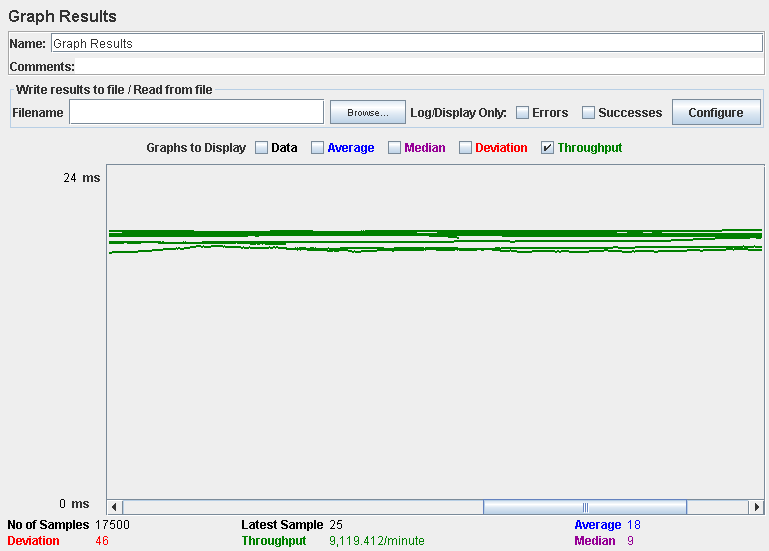 Graph Results
Name: Graph Results
Comments:
Write results to file / Read from file
Filename Browse... Log/Display Only: Errors Successes Configure
Graphs to Display Data Average Median Deviation Throughput
24 ms
0 ms
No of Samples 17500 Latest Sample 25 Average 18
Deviation 46 Throughput 9,119.412/minute Median 9